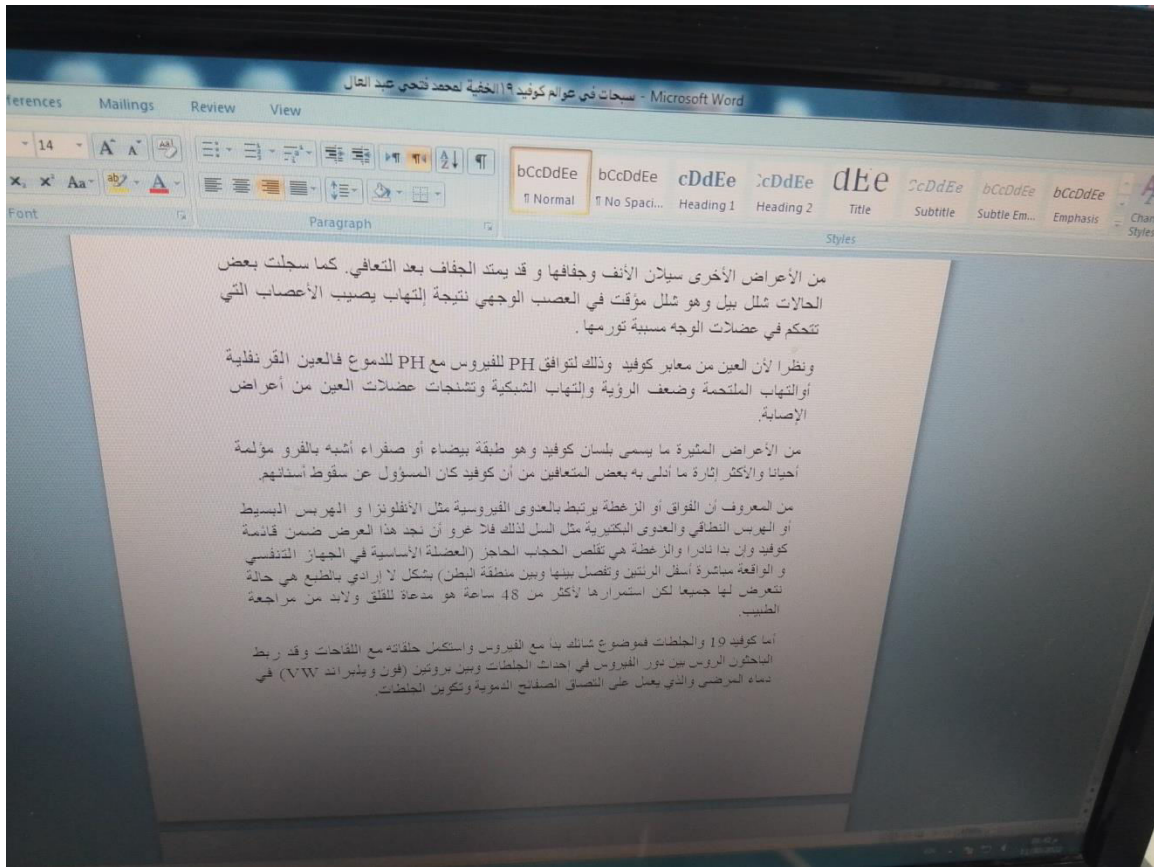 سبحات في عوالم كوفيد ١٩ الخفية لمحمد فتحي عبد العال - Microsoft Word
ferences Mailings Review View
14 A A Aa
x, x² Aa ab A
bCcDdEe bCcDdEe cDdEe cDdEe dEe CcDdEe bCcDdEe bCcDdEe
¶ Normal ¶ No Spaci... Heading 1 Heading 2 Title Subtitle Subtle Em... Emphasis
Font Paragraph Styles
من الأعراض الأخرى سيلان الأنف وجفافها و قد يمتد الجفاف بعد التعافي. كما سجلت بعض
الحالات شلل بيل وهو شلل مؤقت في العصب الوجهي نتيجة إلتهاب يصيب الأعصاب التي
تتحكم في عضلات الوجه مسببة تورمها .
ونظرا لأن العين من معابر كوفيد وذلك لتوافق PH للفيروس مع PH للدموع فالعين القرنفلية
أوالتهاب الملتحمة وضعف الرؤية وإلتهاب الشبكية وتشنجات عضلات العين من أعراض
الإصابة.
من الأعراض المثيرة ما يسمى بلسان كوفيد وهو طبقة بيضاء أو صفراء أشبه بالفرو مؤلمة
أحيانا والأكثر إثارة ما أدلى به بعض المتعافين من أن كوفيد كان المسؤول عن سقوط أسنانهم.
من المعروف أن الفواق أو الزغطة يرتبط بالعدوى الفيروسية مثل الأنفلونزا و الهربس البسيط
أو الهربس النطاقي والعدوى البكتيرية مثل السل لذلك فلا غرو أن نجد هذا العرض ضمن قائمة
كوفيد وإن بدا نادرا والزغطة هي تقلص الحجاب الحاجز (العضلة الأساسية في الجهاز التنفسي
و الواقعة مباشرة أسفل الرئتين وتفصل بينها وبين منطقة البطن) بشكل لا إرادي بالطبع هي حالة
نتعرض لها جميعا لكن استمرارها لأكثر من 48 ساعة هو مدعاة للقلق ولابد من مراجعة
الطبيب.
أما كوفيد 19 والجلطات فموضوع شائك بدأ مع الفيروس واستكمل حلقاته مع اللقاحات وقد ربط
الباحثون الروس بين دور الفيروس في إحداث الجلطات وبين بروتين (فون ويلبراند VW) في
دماء المرضى والذي يعمل على التصاق الصفائح الدموية وتكوين الجلطات.